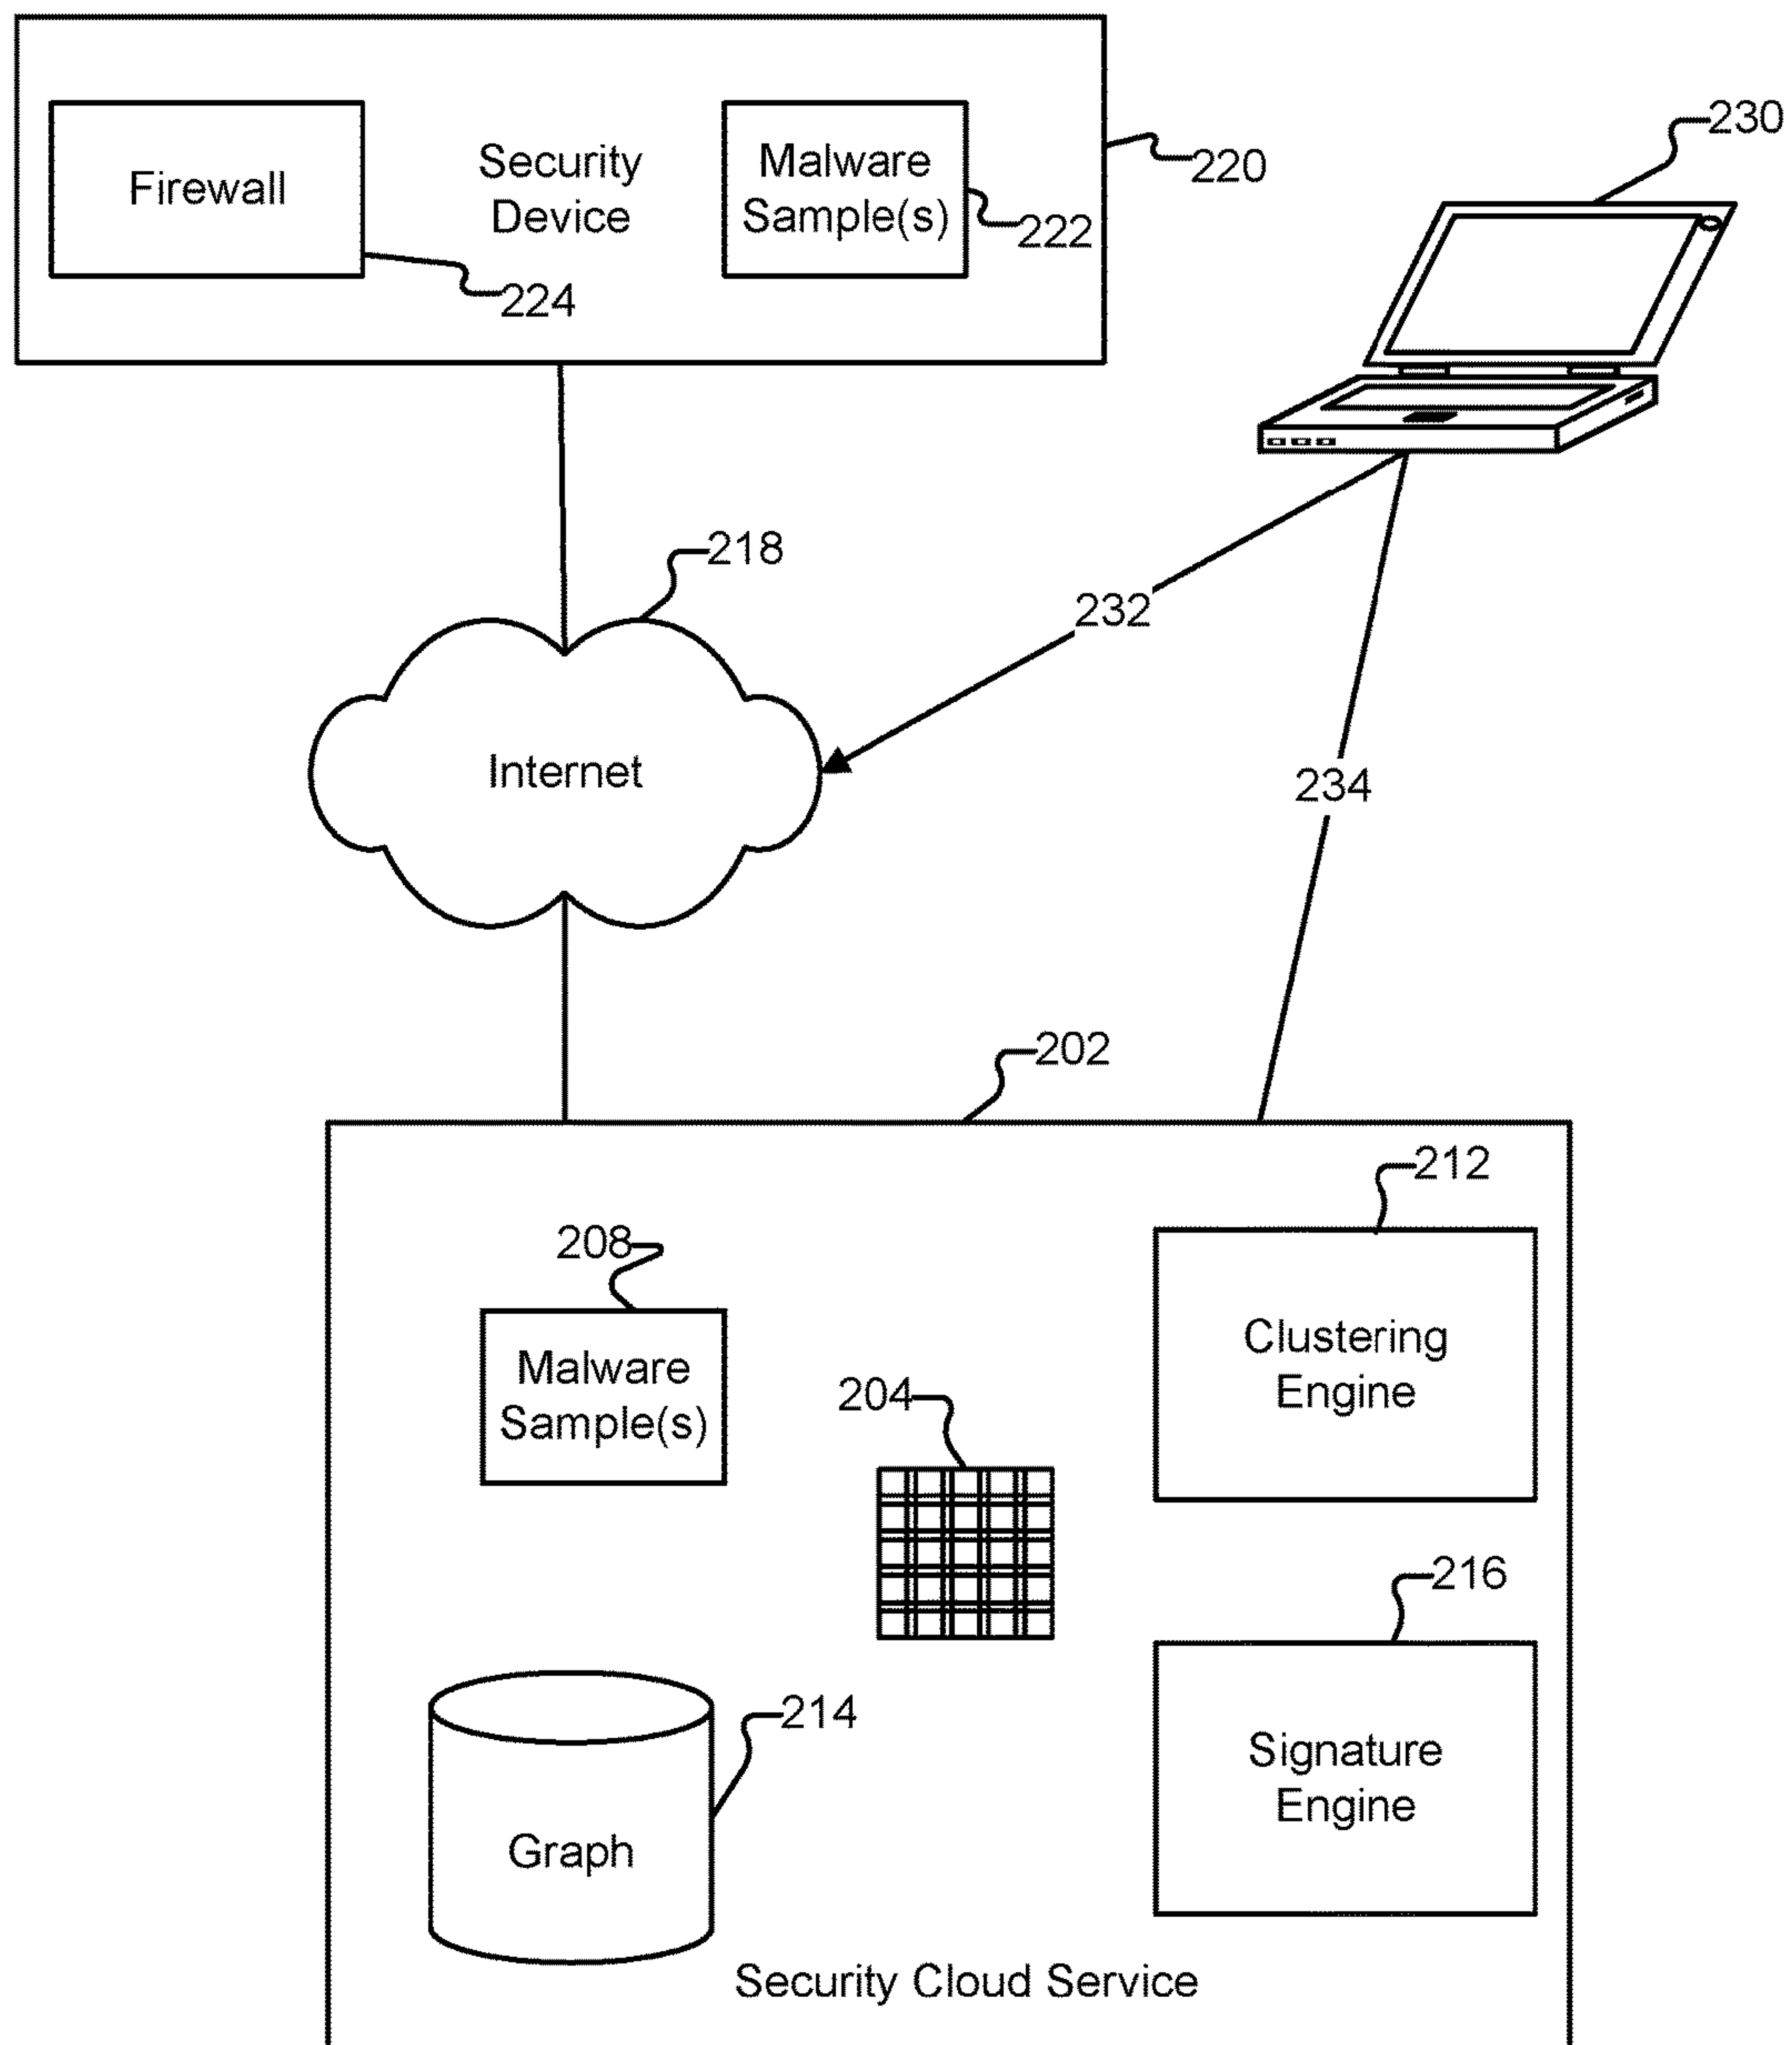 Firewall
224
Security
Device
Malware
Sample(s)
222
220
230
218
Internet
232
234
202
212
208
Malware
Sample(s)
204
Clustering
Engine
216
214
Graph
Signature
Engine
Security Cloud Service